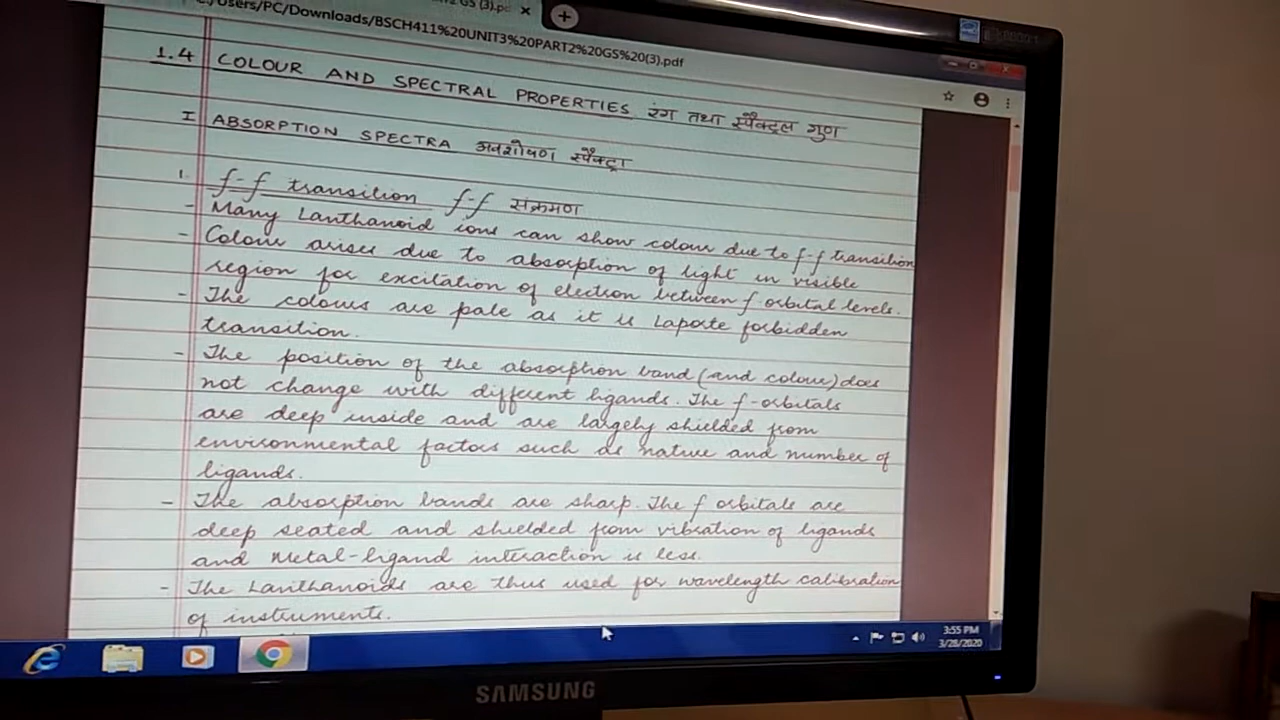 GS (3).pd
/Users/PC/Downloads/BSCH411%20UNIT3%20PART2%20GS%20(3).pdf
1.4 COLOUR AND SPECTRAL PROPERTIES रंग तथा स्पैक्ट्रल गुण
I ABSORPTION SPECTRA अवशोषण स्पैक्ट्रा
1. f-f transition f-f संक्रमण
- Many Lanthanoid ions can show colour due to f-f transition
- Colour arises due to absorption of light in visible
region for excitation of electron between f orbital levels.
- The colours are pale as it is Laporte forbidden
transition.
- The position of the absorption band (and colour) does
not change with different ligands. The f-orbitals
are deep inside and are largely shielded from
environmental factors such as nature and number of
ligands.
- The absorption bands are sharp. The f orbitals are
deep seated and shielded from vibration of ligands
and Metal-ligand interaction is less.
- The Lanthanoids are thus used for wavelength calibration
of instruments.
3:55 PM
3/28/2020
SAMSUNG